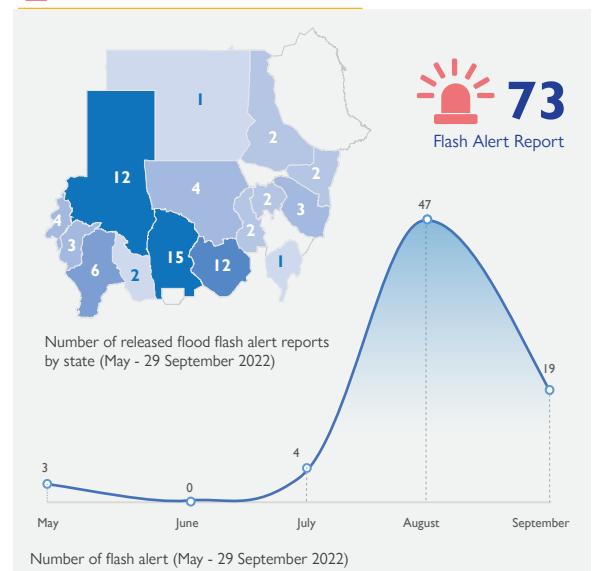 73
Flash Alert Report
1
2
2
12
4
2
3
4
2
3
15
12
1
6
2
Number of released flood flash alert reports
by state (May - 29 September 2022)
47
19
4
3
0
May
June
July
August
September
Number of flash alert (May - 29 September 2022)